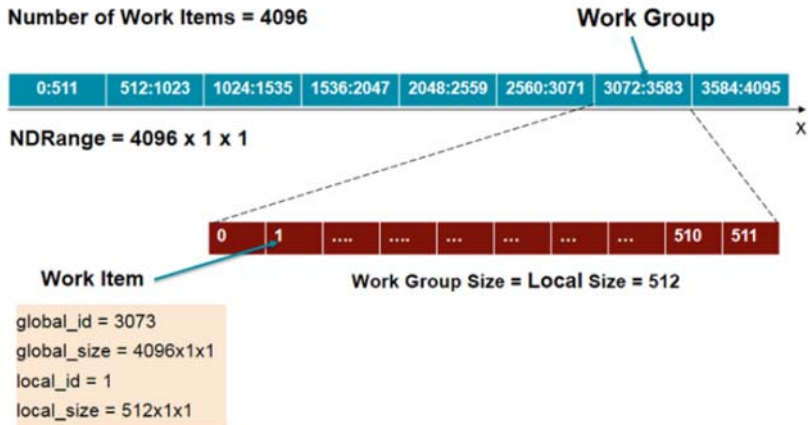 Number of Work Items = 4096
Work Group
0:511 512:1023 1024:1535 1536:2047 2048:2559 2560:3071 3072:3583 3584:4095
X
NDRange = 4096 x 1 x 1
0 1 .... .... ... ... ... ... 510 511
Work Item
Work Group Size = Local Size = 512
global_id = 3073
global_size = 4096x1x1
local_id = 1
local_size = 512x1x1